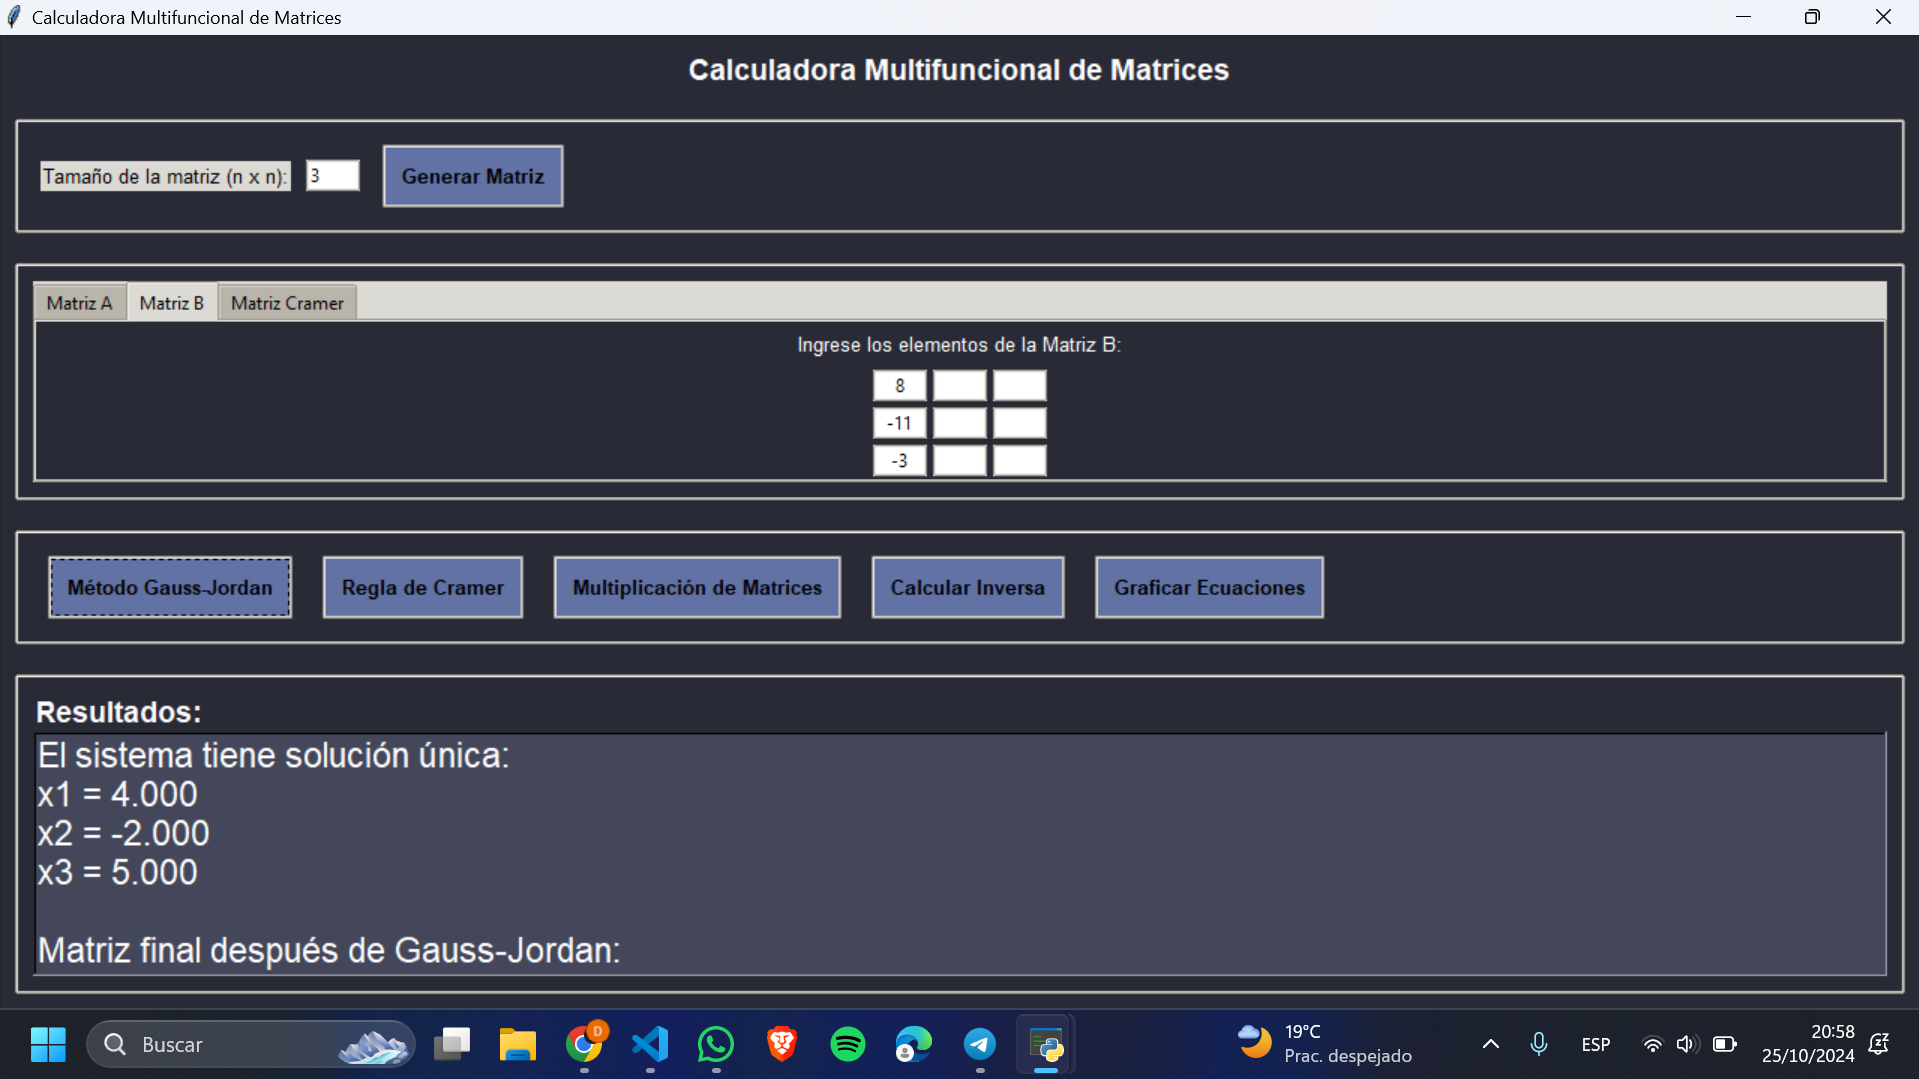 Calculadora Multifuncional de Matrices
Calculadora Multifuncional de Matrices
Tamaño de la matriz (n x n): 3 Generar Matriz
Matriz A Matriz B Matriz Cramer
Ingrese los elementos de la Matriz B:
8
-11
-3
Método Gauss-Jordan Regla de Cramer Multiplicación de Matrices Calcular Inversa Graficar Ecuaciones
Resultados:
El sistema tiene solución única:
x1 = 4.000
x2 = -2.000
x3 = 5.000
Matriz final después de Gauss-Jordan:
Buscar
D
19°C
Prac. despejado
ESP
20:58
25/10/2024